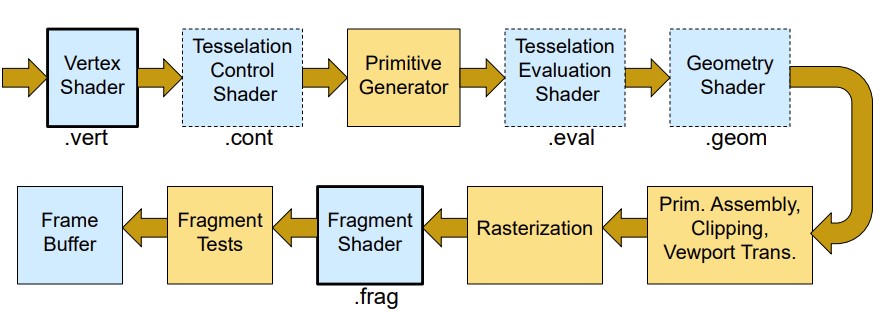 Vertex
Shader
.vert
Tesselation
Control
Shader
.cont
Primitive
Generator
Tesselation
Evaluation
Shader
.eval
Geometry
Shader
.geom
Prim. Assembly,
Clipping,
Vewport Trans.
Rasterization
Fragment
Shader
.frag
Fragment
Tests
Frame
Buffer